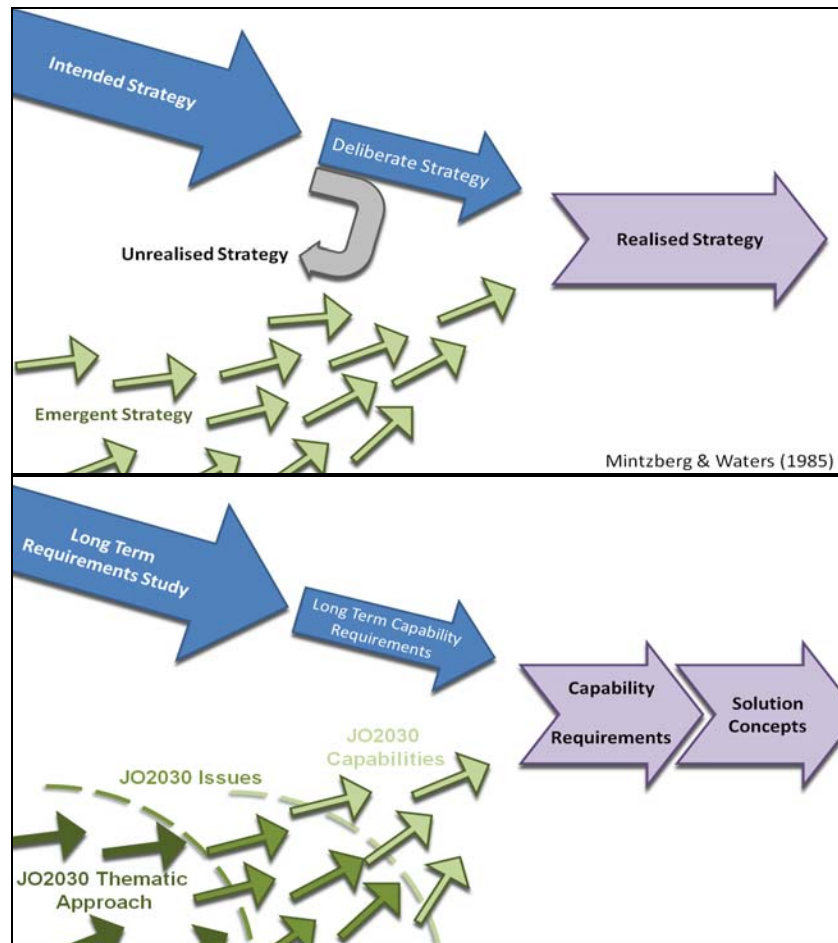 Intended Strategy
Deliberate Strategy
Unrealised Strategy
Realised Strategy
Emergent Strategy
Mintzberg & Waters (1985)
Long Term
Requirements Study
Long Term Capability
Requirements
Capability
Requirements
Solution
Concepts
JO2030
Capabilities
JO2030 Issues
JO2030 Thematic
Approach